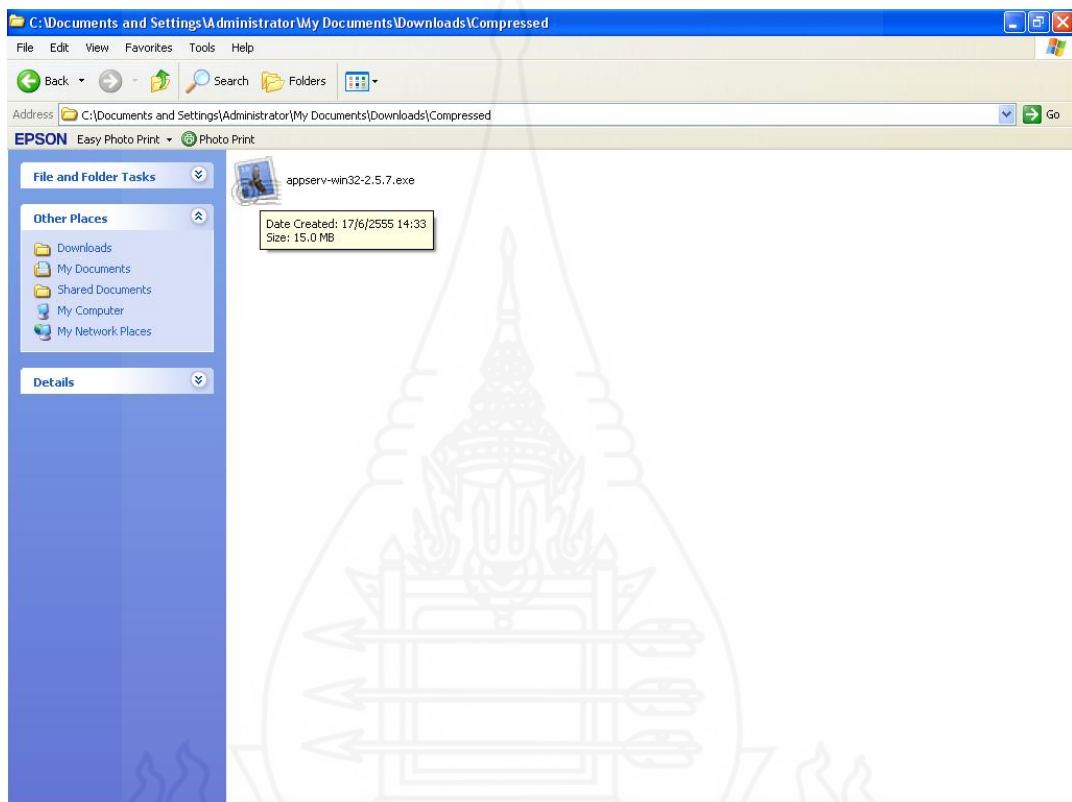 C:\Documents and Settings\Administrator\My Documents\Downloads\Compressed
File Edit View Favorites Tools Help
Back Search Folders
Address C:\Documents and Settings\Administrator\My Documents\Downloads\Compressed Go
EPSON Easy Photo Print Photo Print
File and Folder Tasks
Other Places
Downloads
My Documents
Shared Documents
My Computer
My Network Places
Details
appserv-win32-2.5.7.exe
Date Created: 17/6/2555 14:33
Size: 15.0 MB